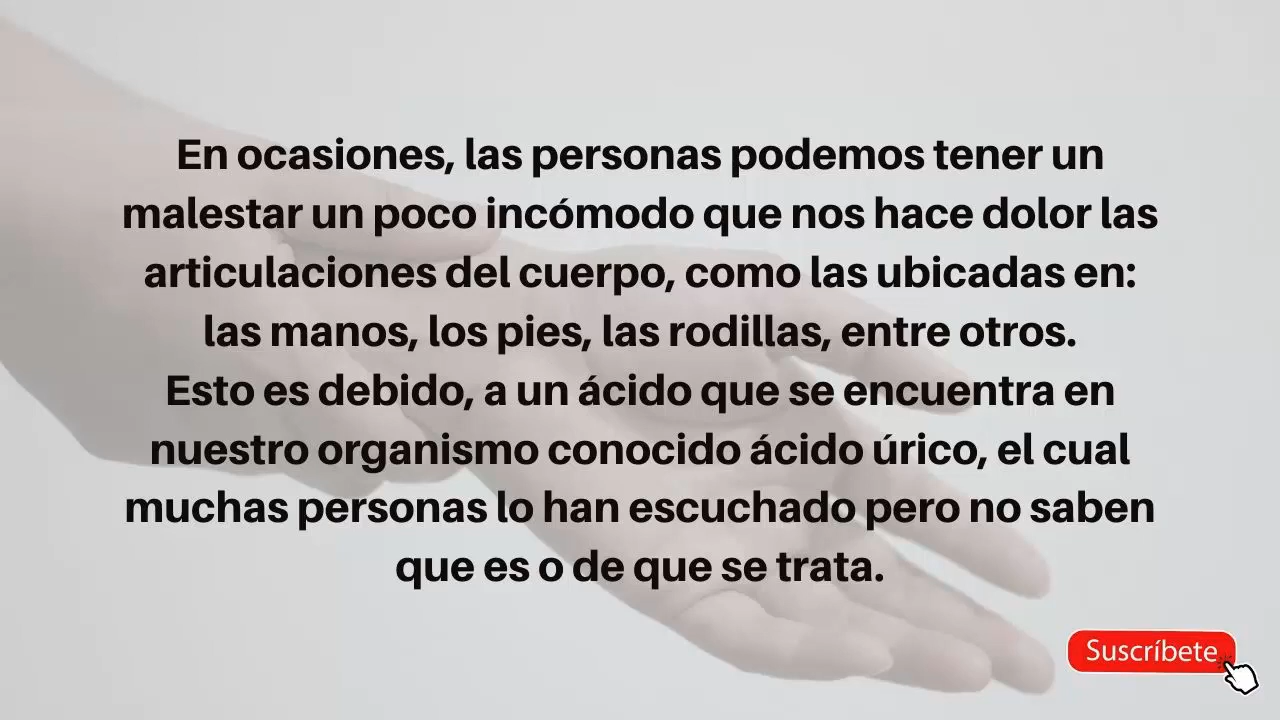 En ocasiones, las personas podemos tener un
malestar un poco incómodo que nos hace dolor las
articulaciones del cuerpo, como las ubicadas en:
las manos, los pies, las rodillas, entre otros.
Esto es debido, a un ácido que se encuentra en
nuestro organismo conocido ácido úrico, el cual
muchas personas lo han escuchado pero no saben
que es o de que se trata.
Suscríbete